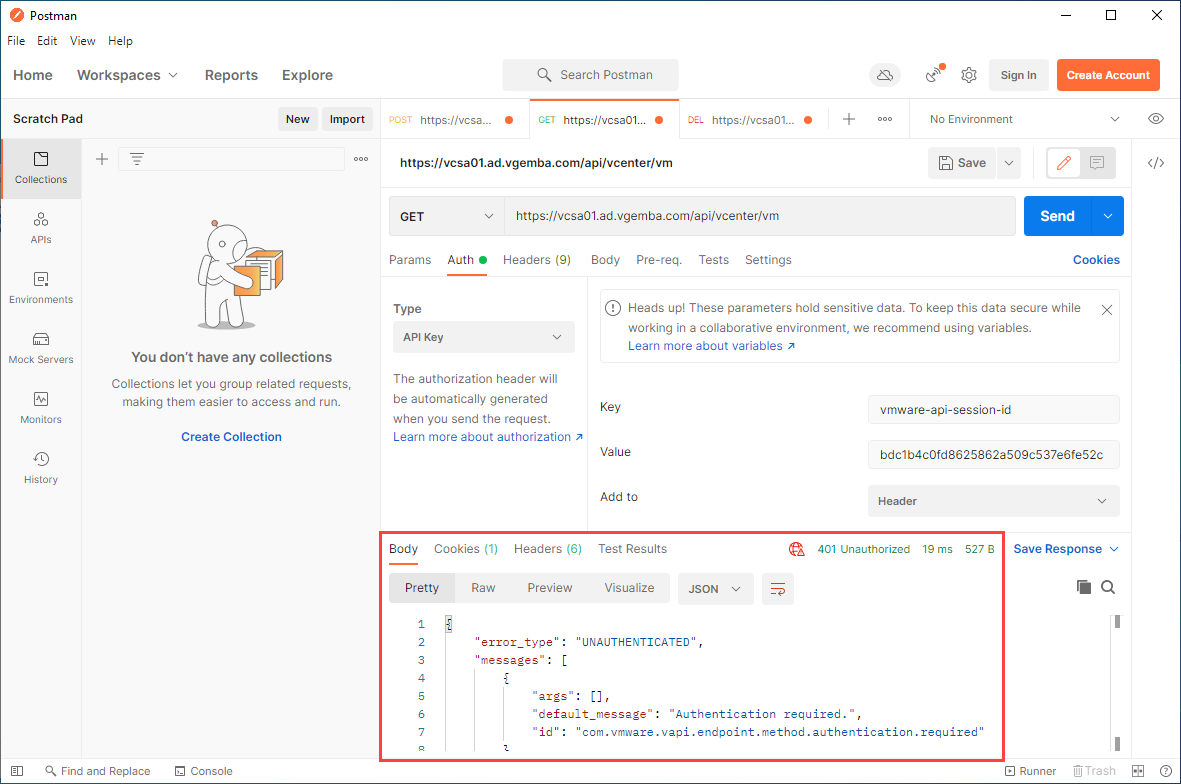 Postman
File Edit View Help
Home Workspaces Reports Explore Search Postman Sign In Create Account
Scratch Pad New Import
POST https://vcsa... GET https://vcsa01... DEL https://vcsa01... No Environment
Collections
APIs
Environments
Mock Servers
Monitors
History
You don't have any collections
Collections let you group related requests,
making them easier to access and run.
Create Collection
https://vcsa01.ad.vgemba.com/api/vcenter/vm Save
GET https://vcsa01.ad.vgemba.com/api/vcenter/vm Send
Params Auth Headers (9) Body Pre-req. Tests Settings Cookies
Type
API Key
The authorization header will
be automatically generated
when you send the request.
Learn more about authorization ↗
Heads up! These parameters hold sensitive data. To keep this data secure while
working in a collaborative environment, we recommend using variables.
Learn more about variables ↗
Key vmware-api-session-id
Value bdc1b4c0fd8625862a509c537e6fe52c
Add to Header
Body Cookies (1) Headers (6) Test Results 401 Unauthorized 19 ms 527 B Save Response
Pretty Raw Preview Visualize JSON
1 {
2 "error_type": "UNAUTHENTICATED",
3 "messages": [
4 {
5 "args": [],
6 "default_message": "Authentication required.",
7 "id": "com.vmware.vapi.endpoint.method.authentication.required"
8 }
Find and Replace Console Runner Trash